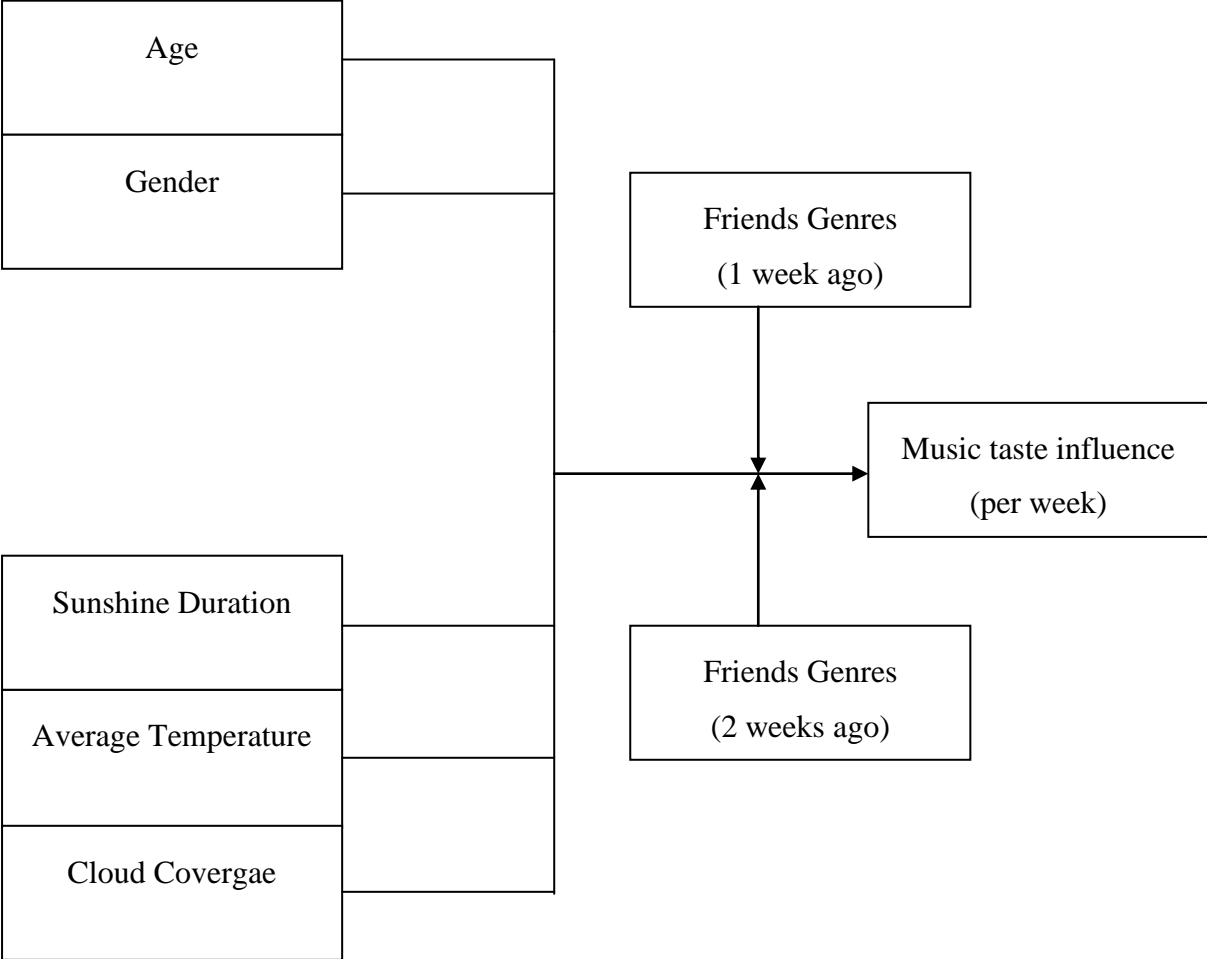 Age
Gender
Friends Genres
(1 week ago)
Music taste influence
(per week)
Sunshine Duration
Average Temperature
Cloud Covergae
Friends Genres
(2 weeks ago)